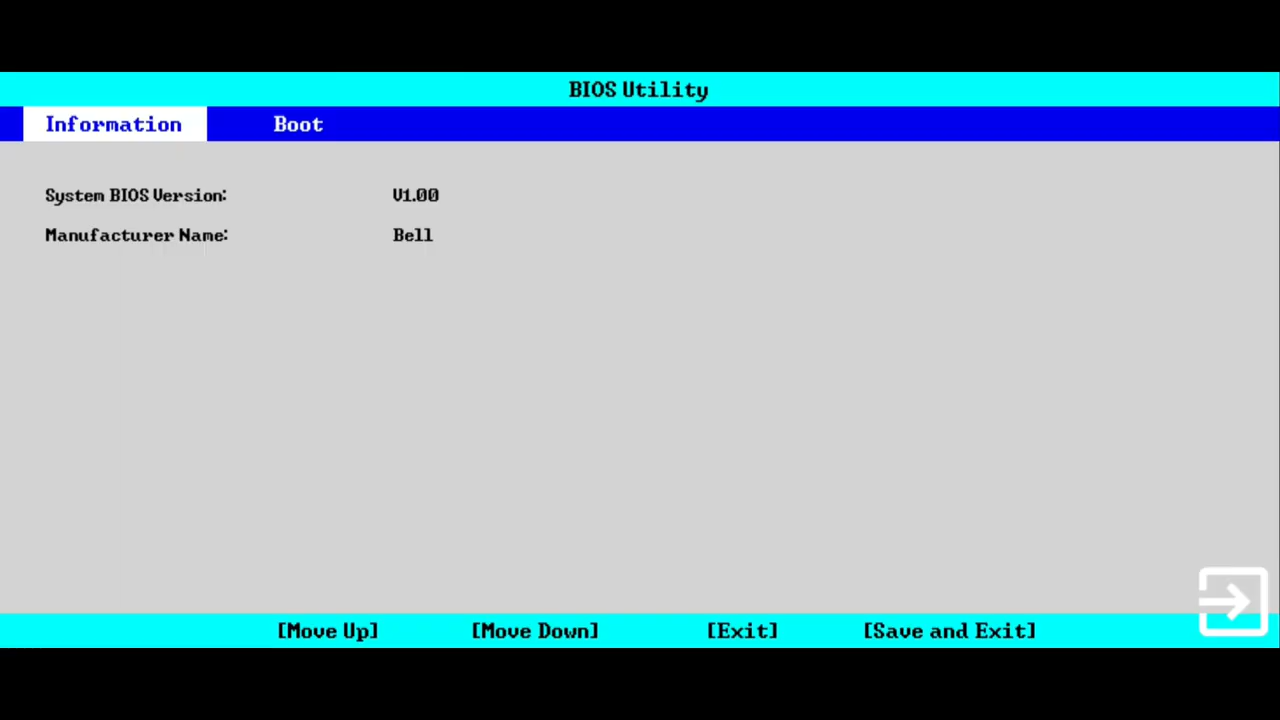 BIOS Utility
Information Boot
System BIOS Version: V1.00
Manufacturer Name: Bell
[Move Up] [Move Down] [Exit] [Save and Exit]